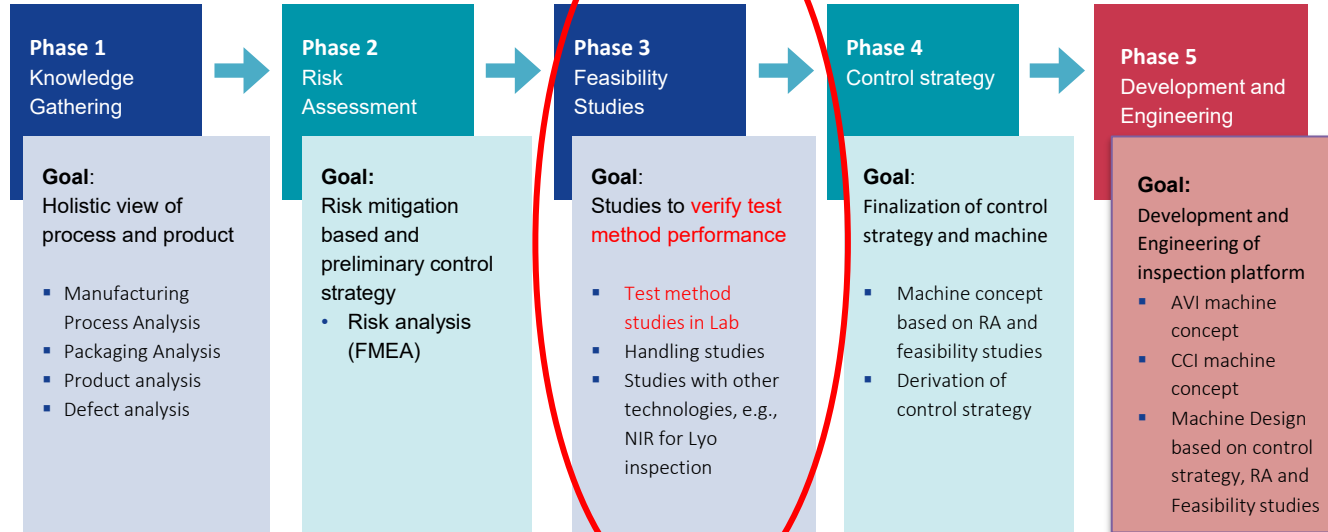 Phase 1
Knowledge
Gathering
Goal:
Holistic view of
process and product
▪ Manufacturing
Process Analysis
▪ Packaging Analysis
▪ Product analysis
▪ Defect analysis
Phase 2
Risk
Assessment
Goal:
Risk mitigation
based and
preliminary control
strategy
• Risk analysis
(FMEA)
Phase 3
Feasibility
Studies
Goal:
Studies to verify test
method performance
▪ Test method
studies in Lab
▪ Handling studies
▪ Studies with other
technologies, e.g.,
NIR for Lyo
inspection
Phase 4
Control strategy
Goal:
Finalization of control
strategy and machine
▪ Machine concept
based on RA and
feasibility studies
▪ Derivation of
control strategy
Phase 5
Development and
Engineering
Goal:
Development and
Engineering of
inspection platform
▪ AVI machine
concept
▪ CCI machine
concept
▪ Machine Design
based on control
strategy, RA and
Feasibility studies